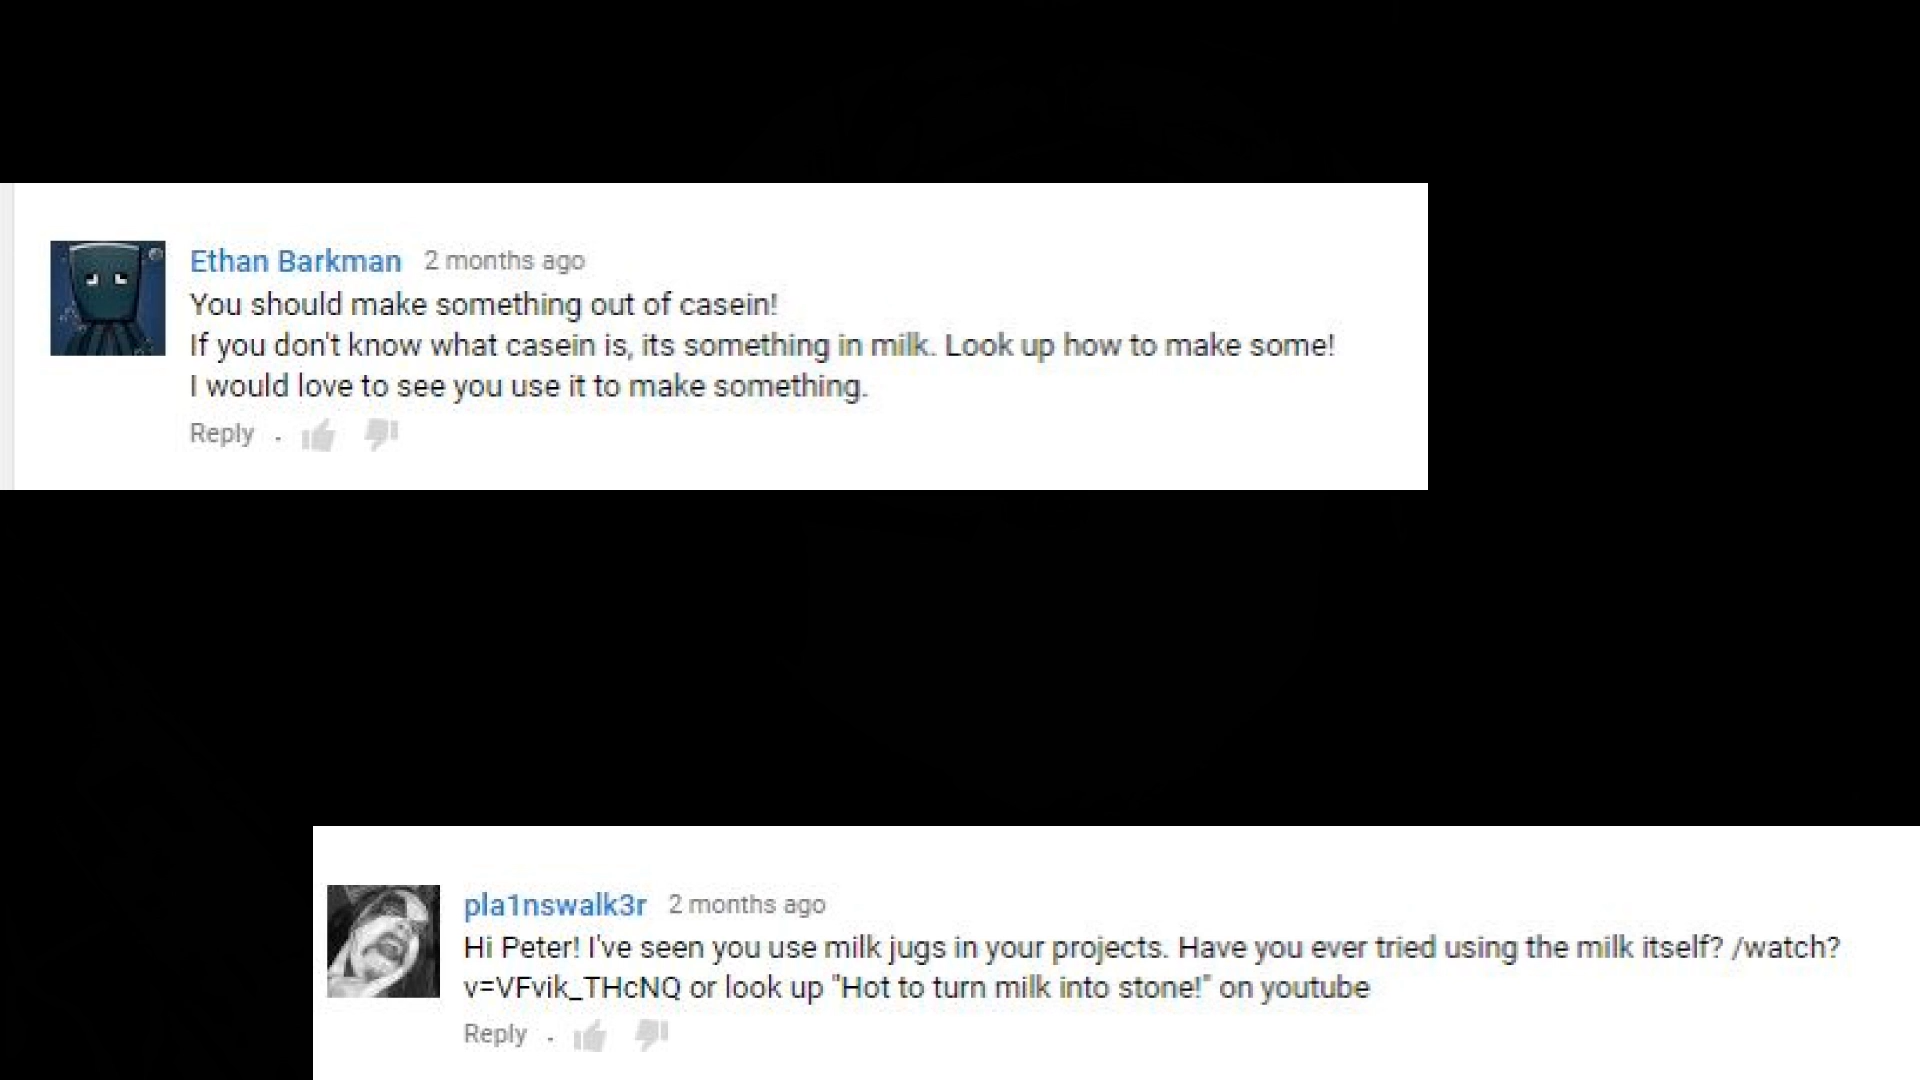 Ethan Barkman 2 months ago
You should make something out of casein!
If you don't know what casein is, its something in milk. Look up how to make some!
I would love to see you use it to make something.
Reply .
pla1nswalk3r 2 months ago
Hi Peter! I've seen you use milk jugs in your projects. Have you ever tried using the milk itself? /watch?
v=VFvik_THcNQ or look up "Hot to turn milk into stone!" on youtube
Reply .